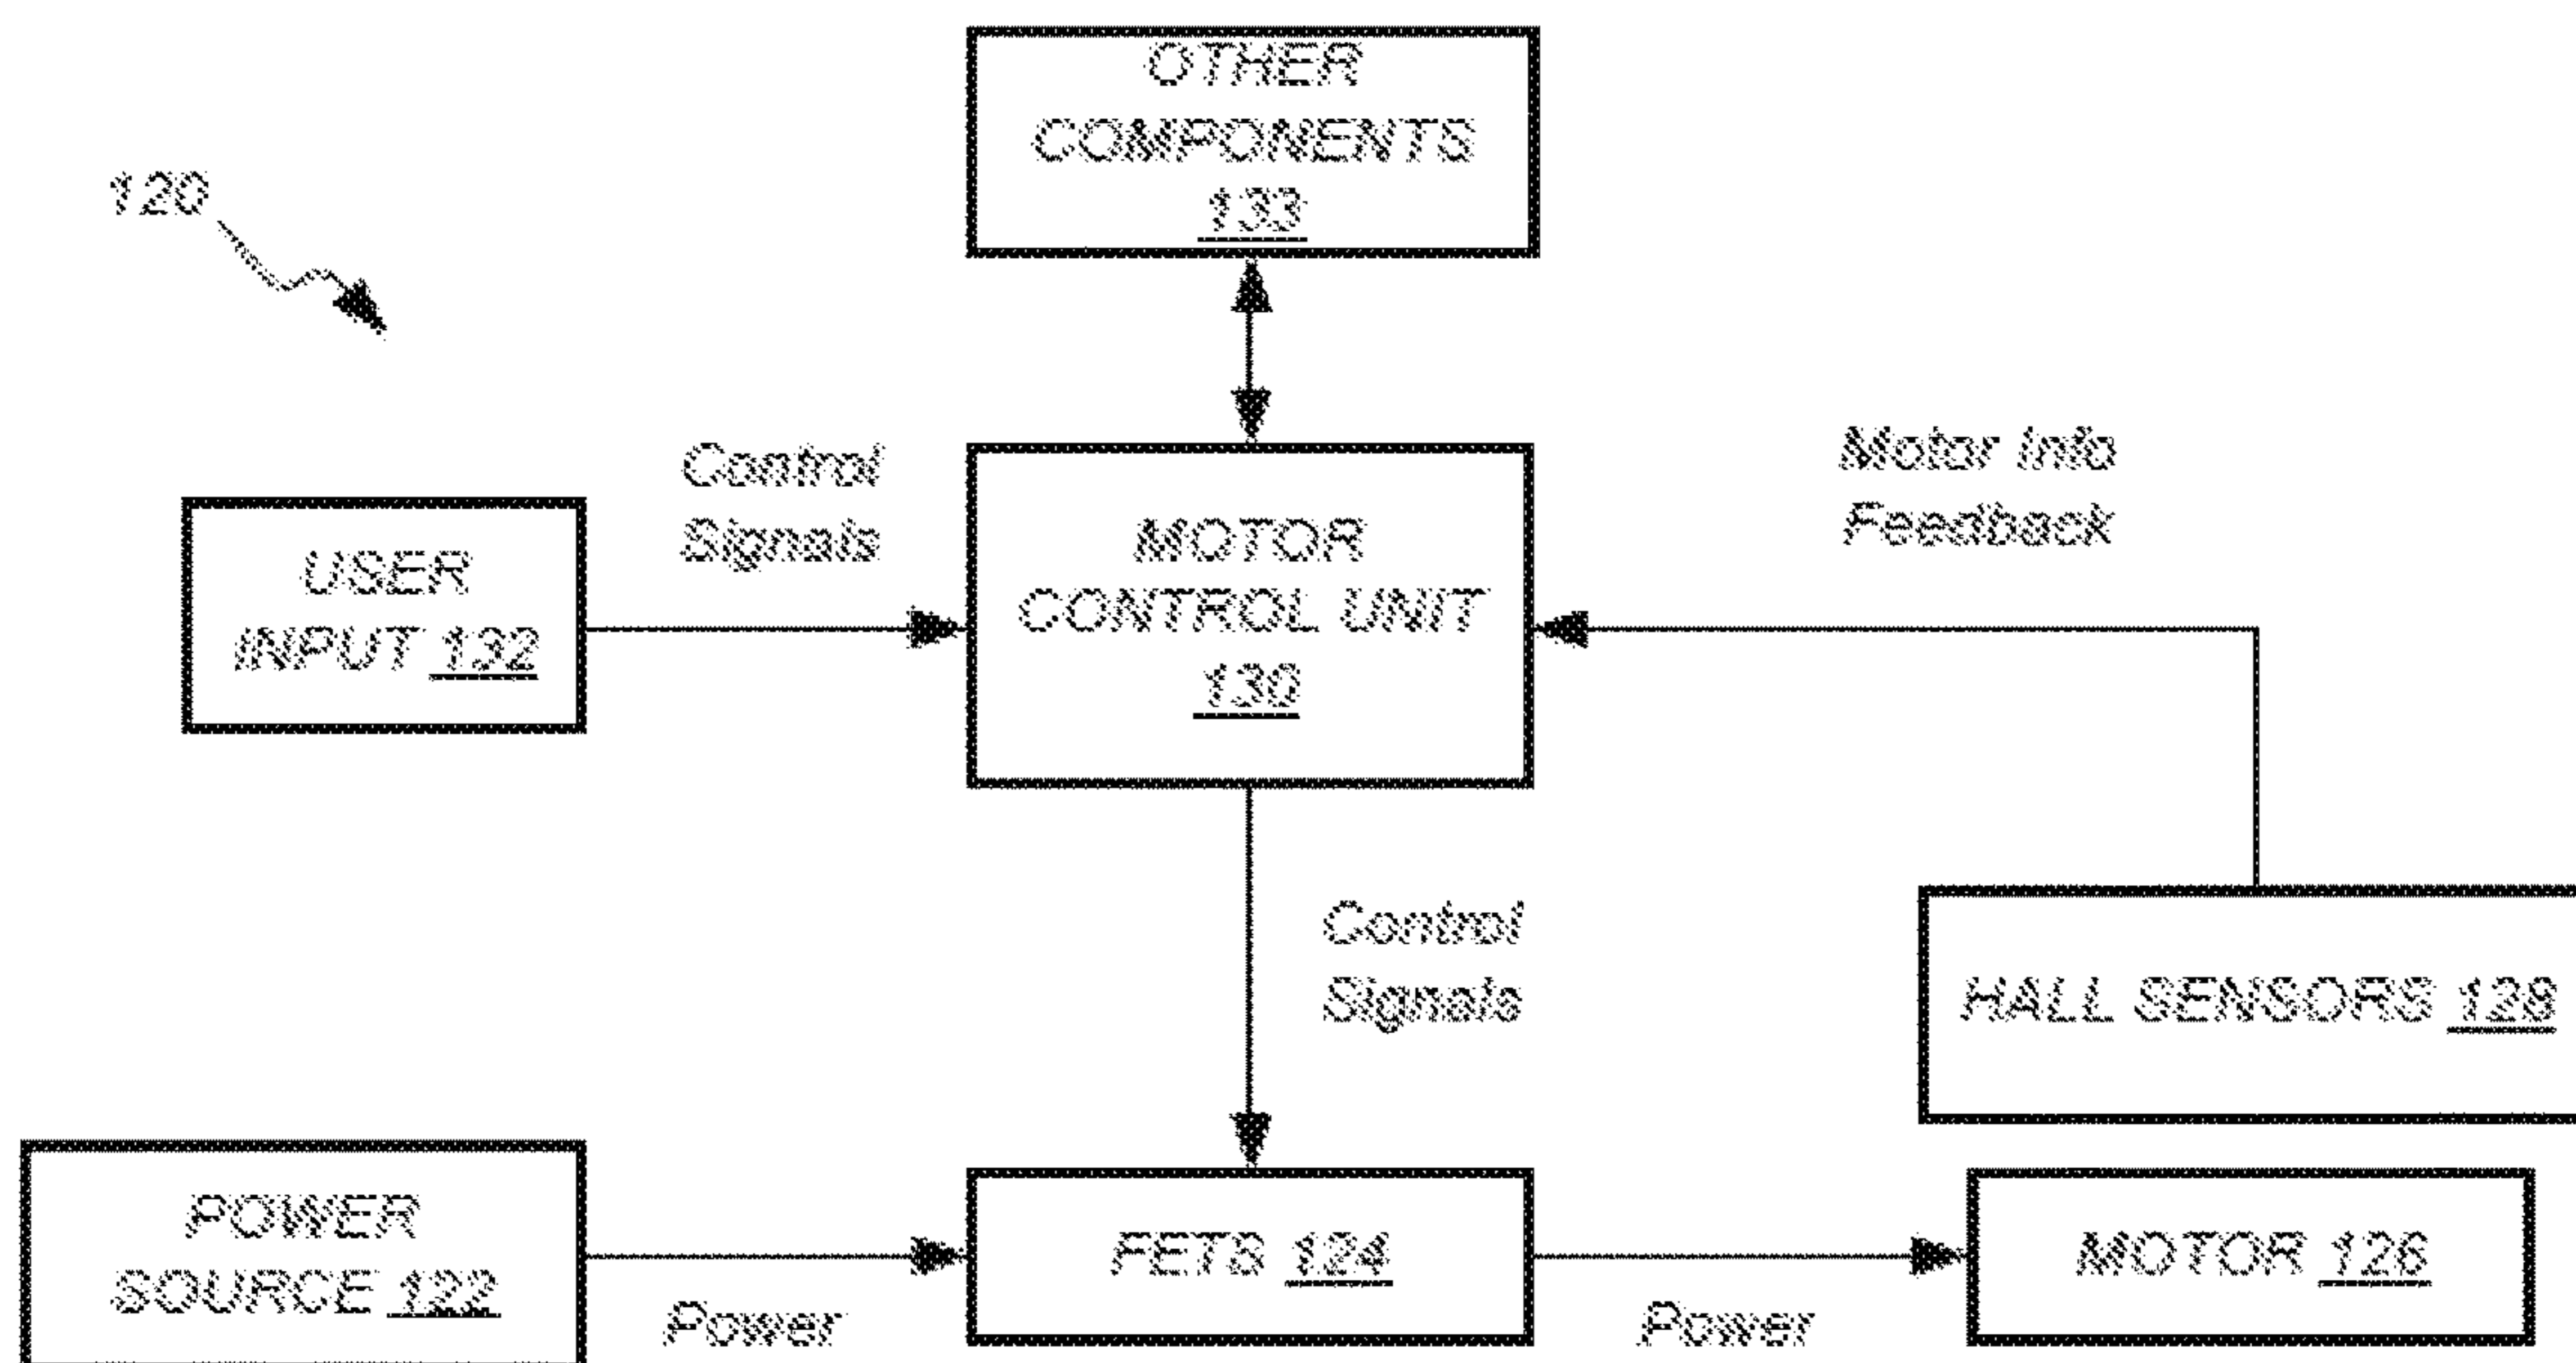 OTHER
COMPONENTS
133
120
Control
Signals
Motor Info
Feedback
USER
INPUT 132
MOTOR
CONTROL UNIT
130
Control
Signals
HALL SENSORS 128
POWER
SOURCE 122
Power
FETS 124
Power
MOTOR 126